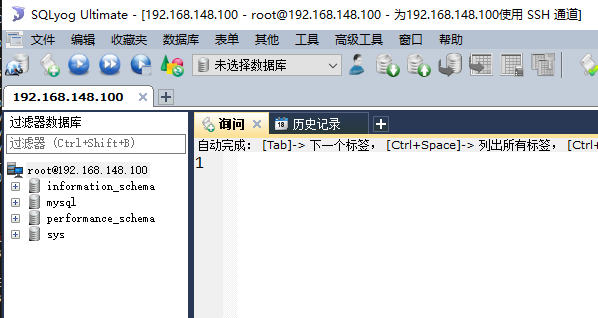 SQLyog Ultimate - [192.168.148.100 - root@192.168.148.100 - 为192.168.148.100使用 SSH 通道]
文件 编辑 收藏夹 数据库 表单 其他 工具 高级工具 窗口 帮助
未选择数据库
192.168.148.100
过滤器数据库
过滤器 (Ctrl+Shift+B)
root@192.168.148.100
information_schema
mysql
performance_schema
sys
询问 18 历史记录
自动完成: [Tab]-> 下一个标签, [Ctrl+Space]-> 列出所有标签, [Ctrl+
1